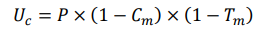 U_c = P × (1 − C_m) × (1 − T_m)